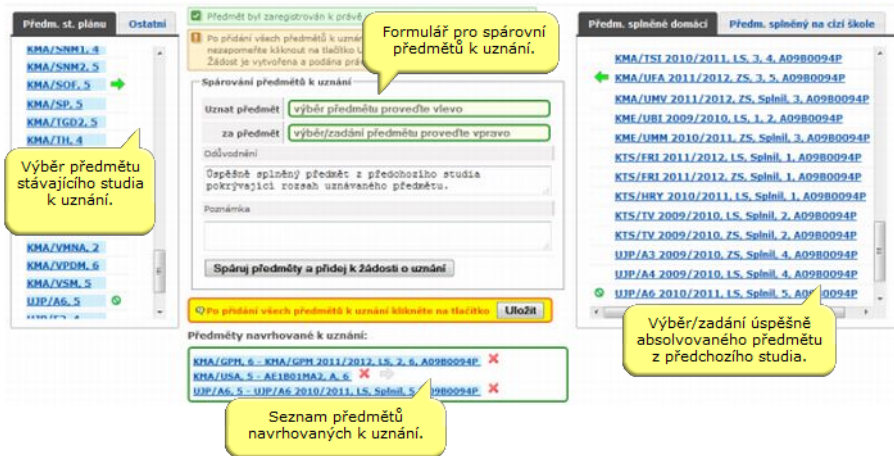 Předm. st. plánu
Ostatní
KMA/SNM1, 4
KMA/SNM2, 5
KMA/SOF, 5
KMA/SP, 5
KMA/TGD2, 5
KMA/TH, 4
Výběr předmětu
stávajícího studia
k uznání.
KMA/VMNA, 2
KMA/VPDM, 6
KMA/VSM, 5
UJP/A6, 5
Předmět byl zaregistrován k právě
Po přidání všech předmětů k uznán
nezapomeňte kliknout na tlačítko U
Žádost je vytvořena a podána prá
Formulář pro spárovní
předmětů k uznání.
Spárování předmětů k uznání
Uznat předmět
výběr předmětu proveďte vlevo
za předmět
výběr/zadání předmětu proveďte vpravo
Odůvodnění
Úspěšně splněný předmět z předchozího studia
pokrývající rozsah uznávaného předmětu.
Poznámka
Spáruj předměty a přidej k žádosti o uznání
Po přidání všech předmětů k uznání klikněte na tlačítko
Uložit
Předměty navrhované k uznání:
KMA/GPM, 6 - KMA/GPM 2011/2012, LS, 2, 6, A09B0094P
KMA/USA, 5 - AE1B01MA2, A, 6
UJP/A6, 5 - UJP/A6 2010/2011, LS, Splnil, 5, A09B0094P
Seznam předmětů
navrhovaných k uznání.
Předm. splněné domácí
Předm. splněný na cizí škole
KMA/TSI 2010/2011, LS, 3, 4, A09B0094P
KMA/UFA 2011/2012, ZS, 3, 5, A09B0094P
KMA/UMV 2011/2012, ZS, Splnil, 3, A09B0094P
KME/UBI 2009/2010, LS, 1, 2, A09B0094P
KME/UMM 2010/2011, ZS, Splnil, 3, A09B0094P
KTS/FRI 2011/2012, LS, Splnil, 1, A09B0094P
KTS/FRI 2011/2012, ZS, Splnil, 1, A09B0094P
KTS/HRY 2010/2011, LS, Splnil, 1, A09B0094P
KTS/TV 2009/2010, LS, Splnil, 2, A09B0094P
KTS/TV 2009/2010, ZS, Splnil, 2, A09B0094P
UJP/A3 2009/2010, ZS, Splnil, 4, A09B0094P
UJP/A4 2009/2010, LS, Splnil, 4, A09B0094P
UJP/A6 2010/2011, LS, Splnil, 5, A09B0094P
Výběr/zadání úspěšně
absolvovaného předmětu
z předchozího studia.